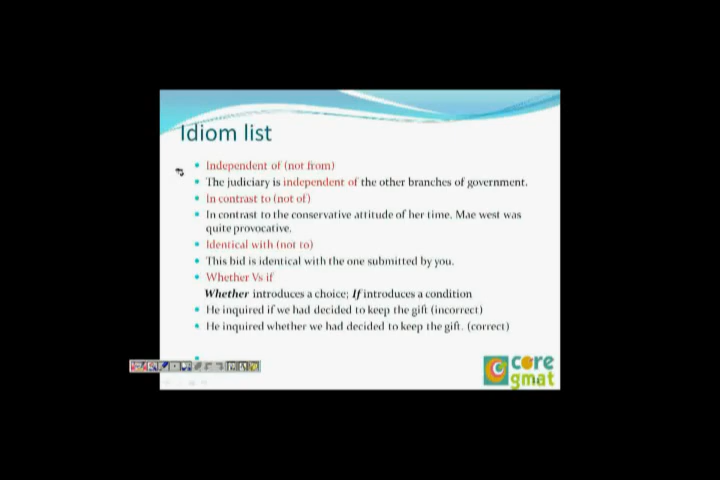 Idiom list
Independent of (not from)
The judiciary is independent of the other branches of government.
In contrast to (not of)
In contrast to the conservative attitude of her time. Mae west was
quite provocative.
Identical with (not to)
This bid is identical with the one submitted by you.
Whether Vs if
Whether introduces a choice; If introduces a condition
He inquired if we had decided to keep the gift (incorrect)
He inquired whether we had decided to keep the gift. (correct)
core
gmat